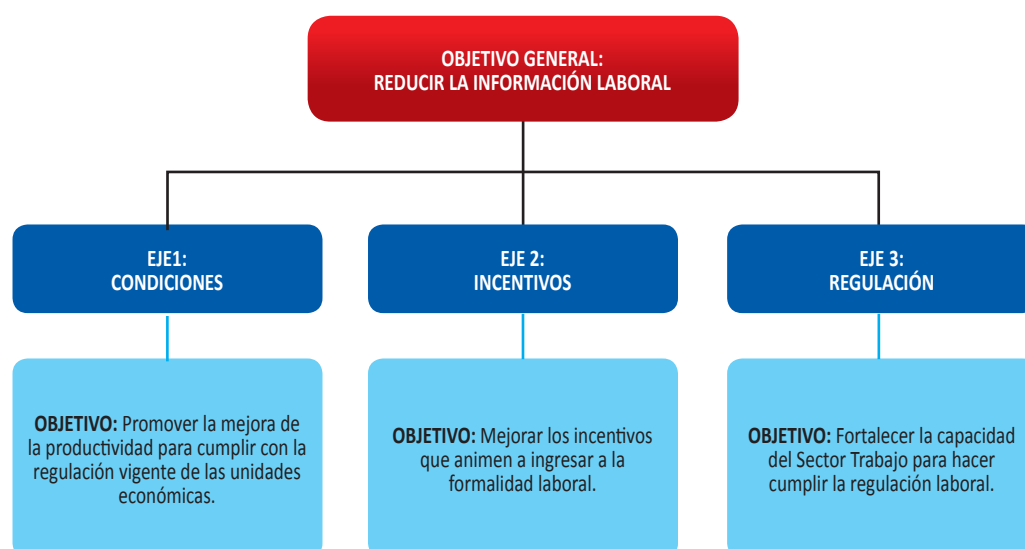 OBJETIVO GENERAL:
REDUCIR LA INFORMACIÓN LABORAL
EJE1:
CONDICIONES
OBJETIVO: Promover la mejora de
la productividad para cumplir con la
regulación vigente de las unidades
económicas.
EJE 2:
INCENTIVOS
OBJETIVO: Mejorar los incentivos
que animen a ingresar a la
formalidad laboral.
EJE 3:
REGULACIÓN
OBJETIVO: Fortalecer la capacidad
del Sector Trabajo para hacer
cumplir la regulación laboral.